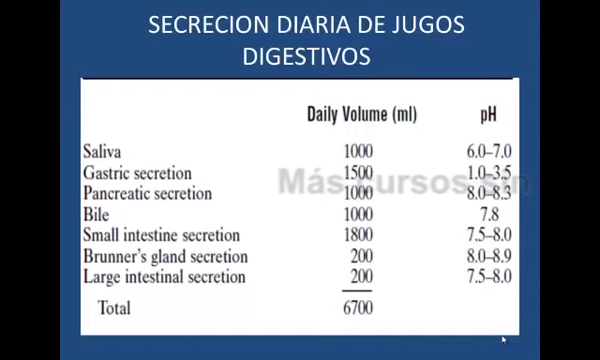 SECRECION DIARIA DE JUGOS
DIGESTIVOS
Daily Volume (ml) pH
Saliva 1000 6.0–7.0
Gastric secretion 1500 1.0–3.5
Pancreatic secretion 1000 8.0–8.3
Bile 1000 7.8
Small intestine secretion 1800 7.5–8.0
Brunner's gland secretion 200 8.0–8.9
Large intestinal secretion 200 7.5–8.0
Total 6700
Más cursos sin